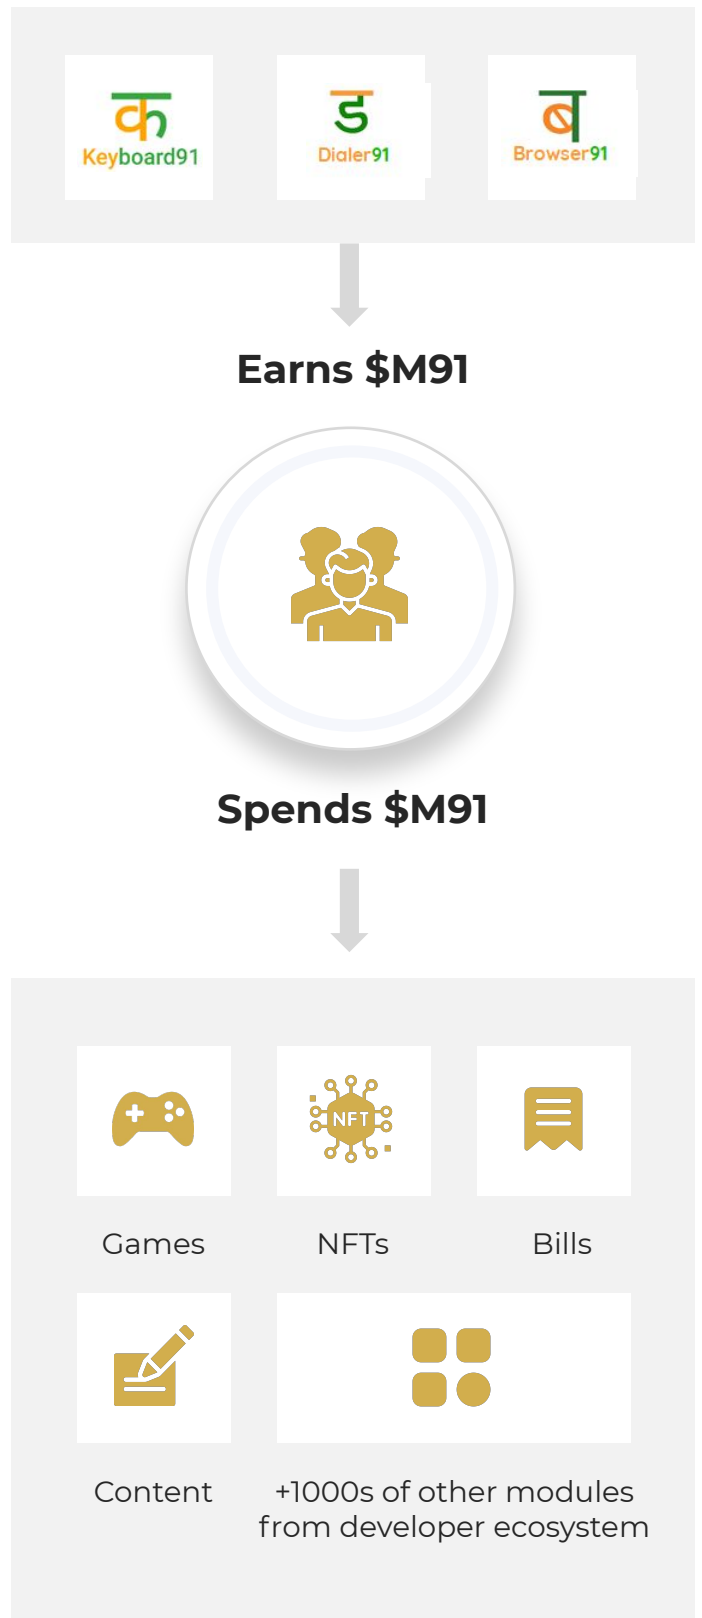 क
Keyboard91
ड
Dialer91
ब
Browser91
Earns $M91
Spends $M91
Games
NFT
NFTs
Bills
Content
+1000s of other modules
from developer ecosystem